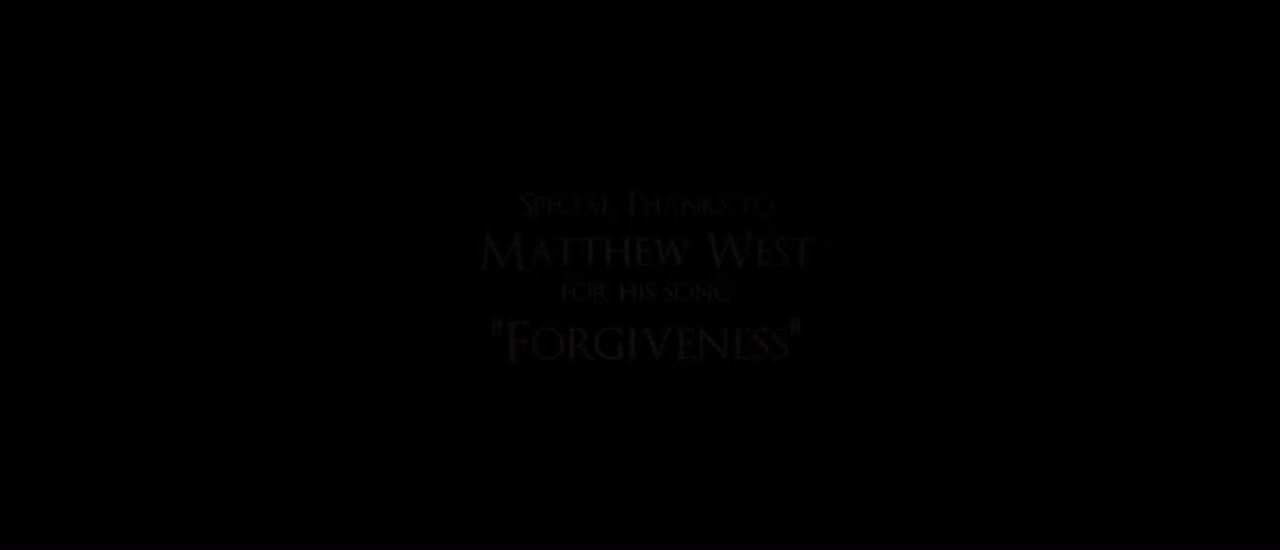 Special Thanks to
Matthew West
for his song
"Forgiveness"